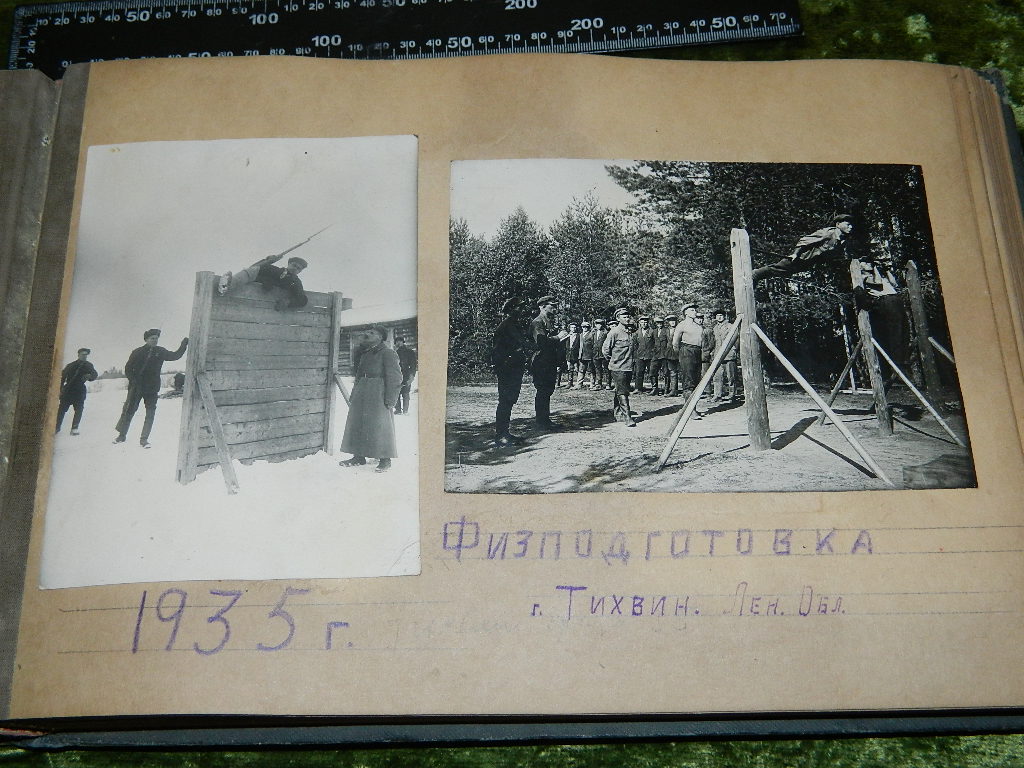 Физподготовка
г. Тихвин. Лен. Обл.
1935 г.